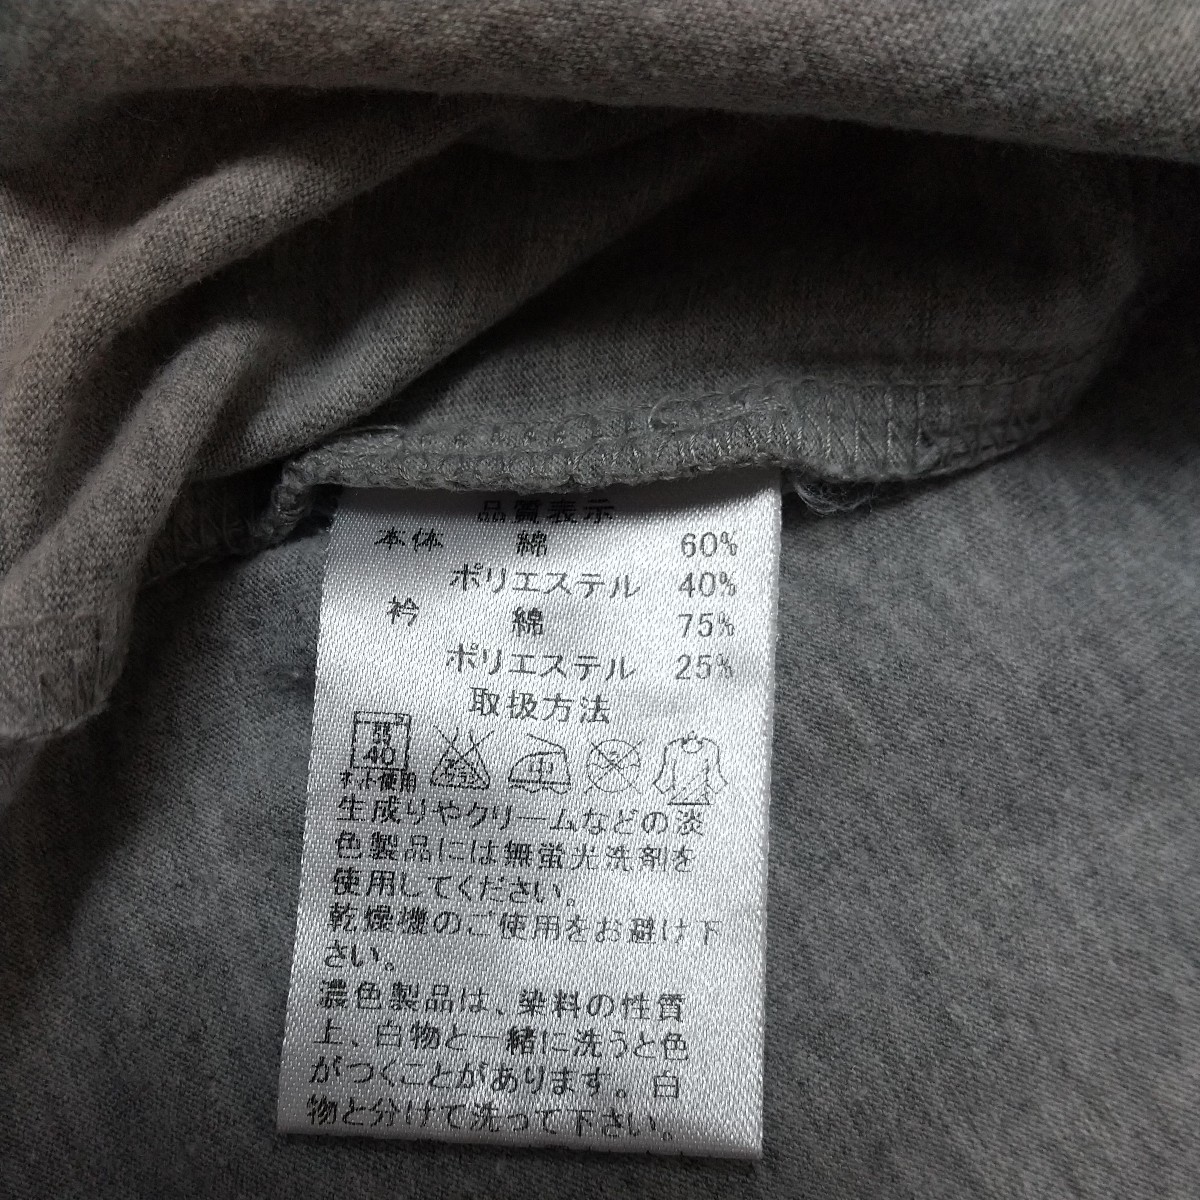 品質表示
本体 綿 60%
ポリエステル 40%
衿 綿 75%
ポリエステル 25%
取扱方法
40 中
ネット使用
生成りやクリームなどの淡
色製品には無蛍光洗剤を
使用してください。
乾燥機のご使用をお避け下
さい。
濃色製品は、染料の性質
上、白物と一緒に洗うと色
がつくことがあります。白
物と分けて洗って下さい。